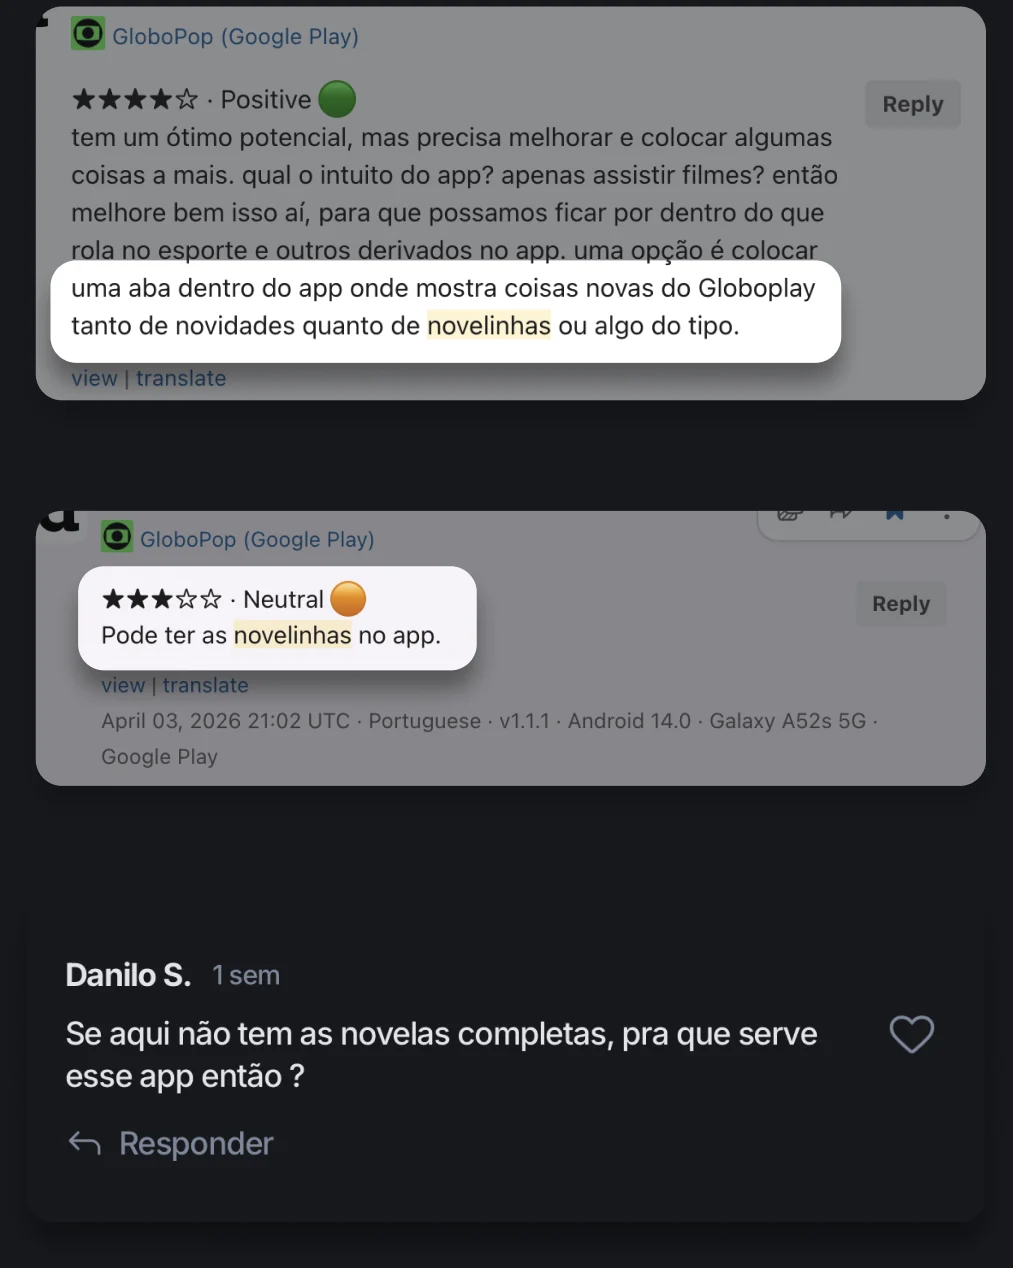 GloboPop (Google Play)
★★★★☆ · Positive 🟢
Reply
tem um ótimo potencial, mas precisa melhorar e colocar algumas
coisas a mais. qual o intuito do app? apenas assistir filmes? então
melhore bem isso aí, para que possamos ficar por dentro do que
rola no esporte e outros derivados no app. uma opção é colocar
uma aba dentro do app onde mostra coisas novas do Globoplay
tanto de novidades quanto de novelinhas ou algo do tipo.
view | translate
a
GloboPop (Google Play)
★★★☆☆ · Neutral 🟠
Reply
Pode ter as novelinhas no app.
view | translate
April 03, 2026 21:02 UTC · Portuguese · v1.1.1 · Android 14.0 · Galaxy A52s 5G ·
Google Play
Danilo S. 1 sem
Se aqui não tem as novelas completas, pra que serve
esse app então ?
Responder